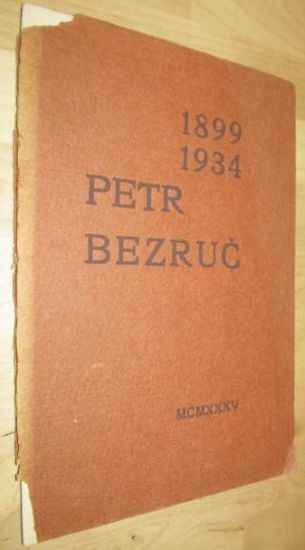 1899
1934
PETR
BEZRUČ
MCMXXXV